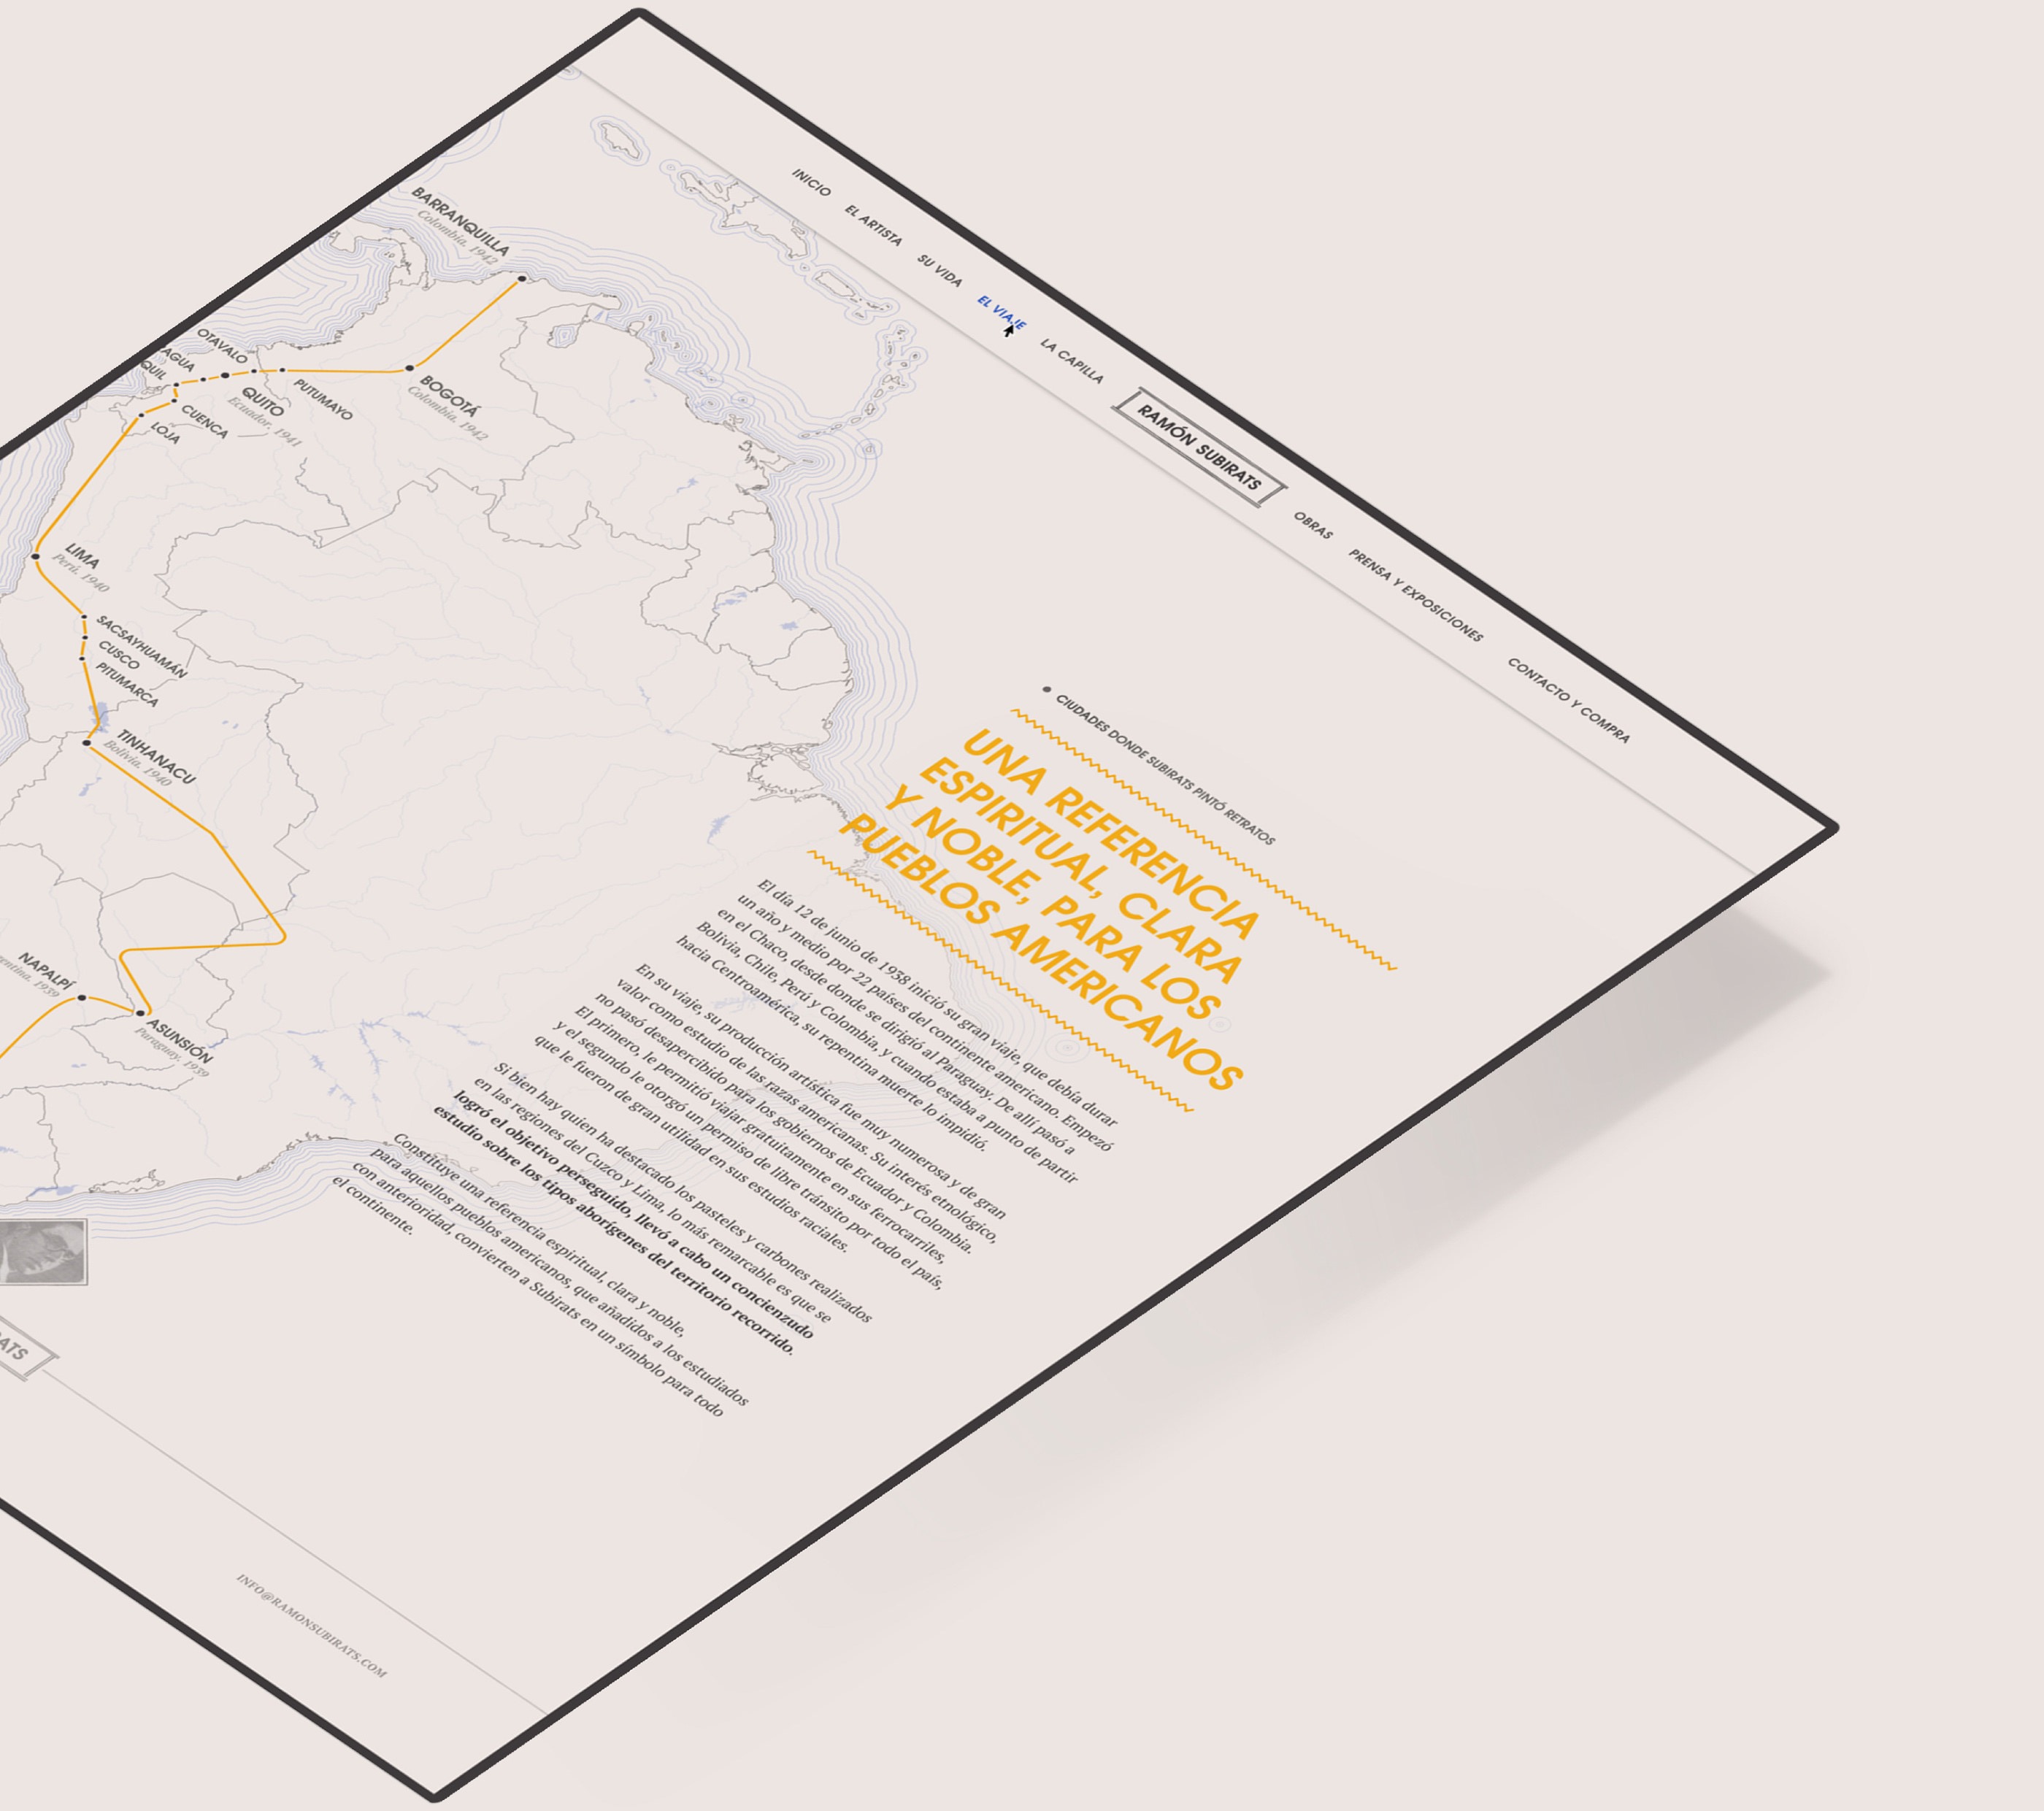 INICIO
EL ARTISTA
SU VIDA
EL VIAJE
LA CAPILLA
RAMÓN SUBIRATS
OBRAS
PRENSA Y EXPOSICIONES
CONTACTO Y COMPRA
BARRANQUILLA
Colombia. 1942
BOGOTÁ
Colombia. 1942
OTAVALO
PUTUMAYO
QUITO
Ecuador. 1941
CUENCA
LOJA
LIMA
Perú. 1940
SACSAYHUAMÁN
CUSCO
PITUMARCA
TINHANACU
Bolivia. 1940
NAPALPÍ
ASUNSIÓN
Paraguay. 1939
CIUDADES DONDE SUBIRATS PINTÓ RETRATOS
UNA REFERENCIA
ESPIRITUAL, CLARA
Y NOBLE, PARA LOS
PUEBLOS AMERICANOS
El día 12 de junio de 1938 inició su gran viaje, que debía durar
un año y medio por 22 países del continente americano. Empezó
en el Chaco, desde donde se dirigió al Paraguay. De allí pasó a
Bolivia, Chile, Perú y Colombia, y cuando estaba a punto de partir
hacia Centroamérica, su repentina muerte lo impidió.
En su viaje, su producción artística fue muy numerosa y de gran
valor como estudio de las razas americanas. Su interés etnológico,
no pasó desapercibido para los gobiernos de Ecuador y Colombia.
El primero, le permitió viajar gratuitamente en sus ferrocarriles,
y el segundo le otorgó un permiso de libre tránsito por todo el país,
que le fueron de gran utilidad en sus estudios raciales.
Si bien hay quien ha destacado los pasteles y carbones realizados
en las regiones del Cuzco y Lima, lo más remarcable es que se
logró el objetivo perseguido, llevó a cabo un concienzudo
estudio sobre los tipos aborígenes del territorio recorrido.
Constituye una referencia espiritual, clara y noble,
para aquellos pueblos americanos, que añadidos a los estudiados
con anterioridad, convierten a Subirats en un símbolo para todo
el continente.
INFO@RAMONSUBIRATS.COM